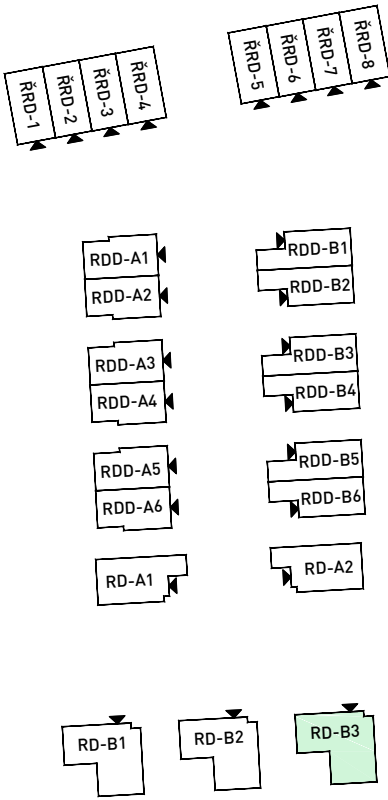 ŘRD-1
ŘRD-2
ŘRD-3
ŘRD-4
ŘRD-5
ŘRD-6
ŘRD-7
ŘRD-8
RDD-A1
RDD-A2
RDD-B1
RDD-B2
RDD-A3
RDD-A4
RDD-B3
RDD-B4
RDD-A5
RDD-A6
RDD-B5
RDD-B6
RD-A1
RD-A2
RD-B1
RD-B2
RD-B3